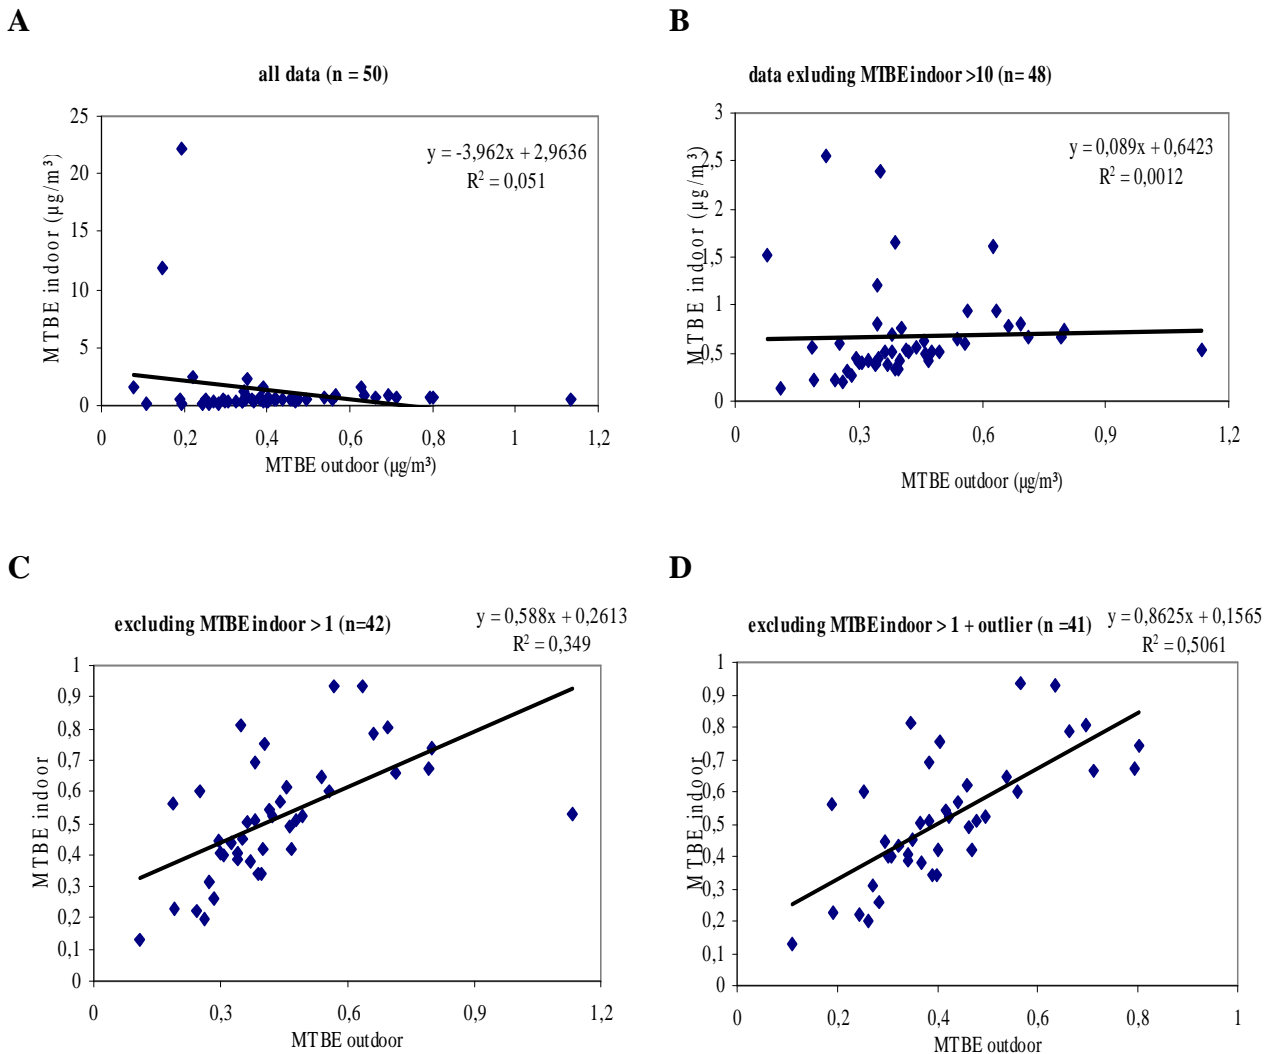 A
all data (n = 50)
y = -3,962x + 2,9636
R² = 0,051
MTBE indoor (µg/m³)
25
20
15
10
5
0
0 0,2 0,4 0,6 0,8 1 1,2
MTBE outdoor (µg/m³)
B
data exluding MTBE indoor >10 (n= 48)
y = 0,089x + 0,6423
R² = 0,0012
MTBE indoor (µg/m³)
3
2,5
2
1,5
1
0,5
0
0 0,3 0,6 0,9 1,2
MTBE outdoor (µg/m³)
C
excluding MTBE indoor > 1 (n=42)
y = 0,588x + 0,2613
R² = 0,349
MTBE indoor
1
0,9
0,8
0,7
0,6
0,5
0,4
0,3
0,2
0,1
0
0 0,3 0,6 0,9 1,2
MTBE outdoor
D
excluding MTBE indoor > 1 + outlier (n =41)
y = 0,8625x + 0,1565
R² = 0,5061
MTBE indoor
1
0,9
0,8
0,7
0,6
0,5
0,4
0,3
0,2
0,1
0
0 0,2 0,4 0,6 0,8 1
MTBE outdoor